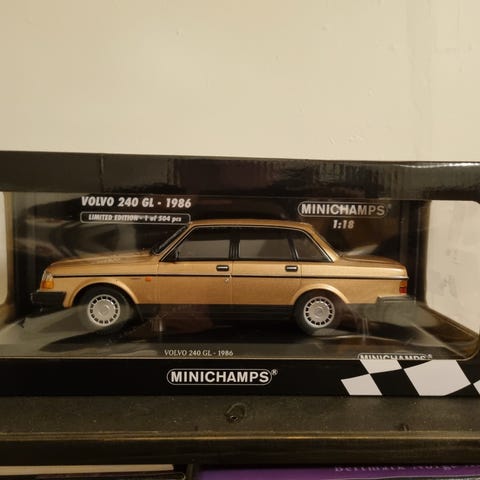 VOLVO 240 GL - 1986
LIMITED EDITION - 1 of 504 pcs
MINICHAMPS
1:18
VOLVO 240 GL - 1986
MINICHAMPS
MINICHAMPS